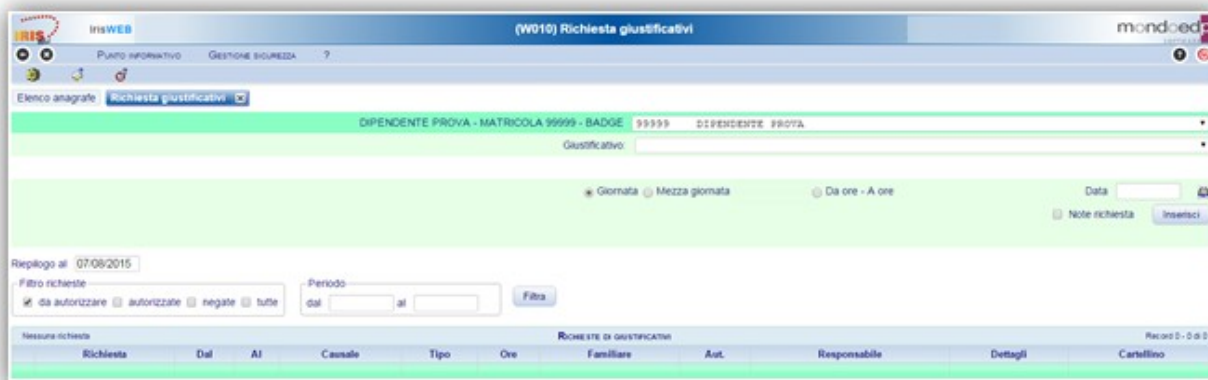 IRIS
IrisWEB
(W010) Richiesta giustificativi
mondoed
PUNTO INFORMATIVO GESTIONE SICUREZZA ?
Elenco anagrafe Richiesta giustificativi
DIPENDENTE PROVA - MATRICOLA 99999 - BADGE 99999 DIPENDENTE PROVA
Giustificativo:
Giornata Mezza giornata Da ore - A ore Data
Note richiesta Inserisci
Riepilogo al 07/08/2015
Filtro richieste Periodo
da autorizzare autorizzate negate tutte dal al Filtra
Nessuna richiesta RICHIESTE DI GIUSTIFICATIVI Record 0 - 0 di 0
Richiesta Dal Al Causale Tipo Ore Familiare Aut. Responsabile Dettagli Cartellino